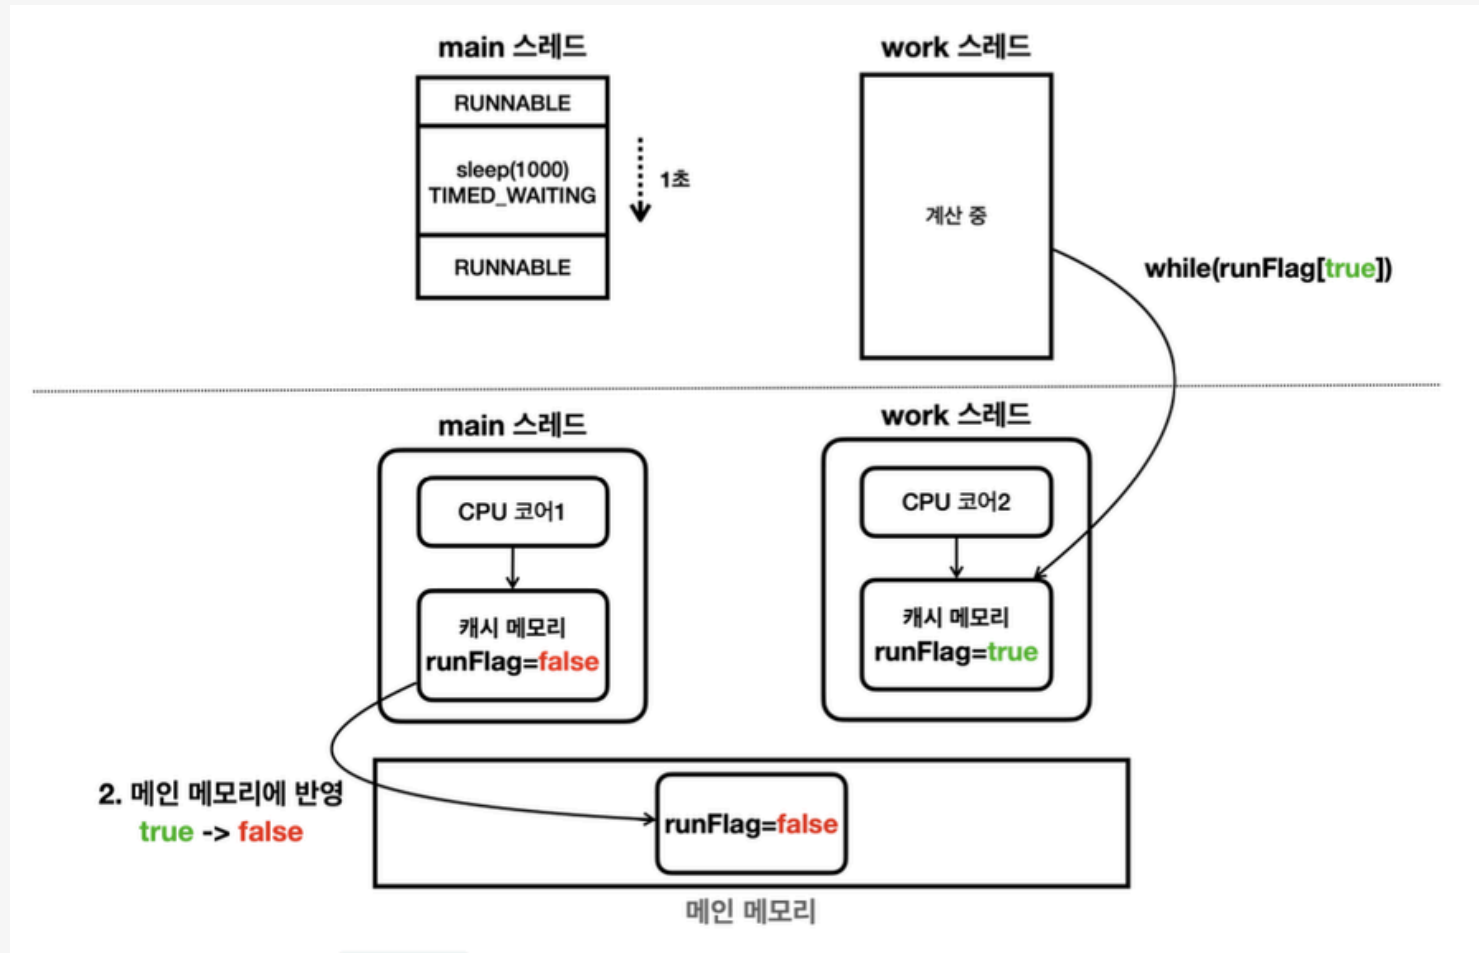 main 스레드
work 스레드
RUNNABLE
sleep(1000)
TIMED_WAITING
1초
RUNNABLE
계산 중
while(runFlag[true])
main 스레드
work 스레드
CPU 코어1
CPU 코어2
캐시 메모리
runFlag=false
캐시 메모리
runFlag=true
2. 메인 메모리에 반영
true -> false
runFlag=false
메인 메모리